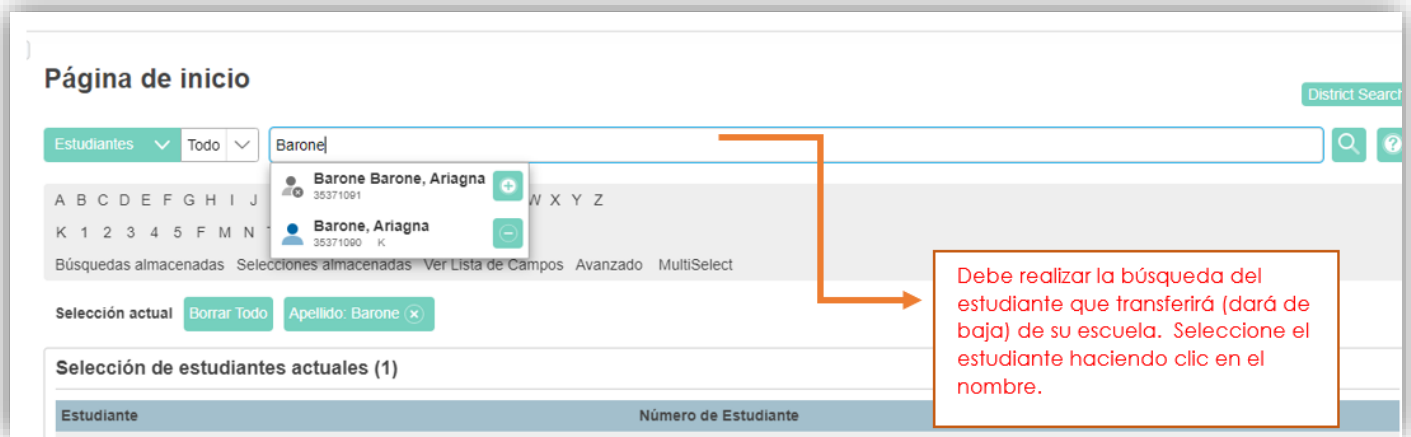 Página de inicio
District Search
Estudiantes Todo Barone
Barone Barone, Ariagna
35371091
A B C D E F G H I J W X Y Z
Barone, Ariagna
K 1 2 3 4 5 F M N
35371090 K
Búsquedas almacenadas Selecciones almacenadas Ver Lista de Campos Avanzado MultiSelect
Debe realizar la búsqueda del
estudiante que transferirá (dará de
baja) de su escuela. Seleccione el
estudiante haciendo clic en el
nombre.
Selección actual Borrar Todo Apellido: Barone
Selección de estudiantes actuales (1)
Estudiante Número de Estudiante